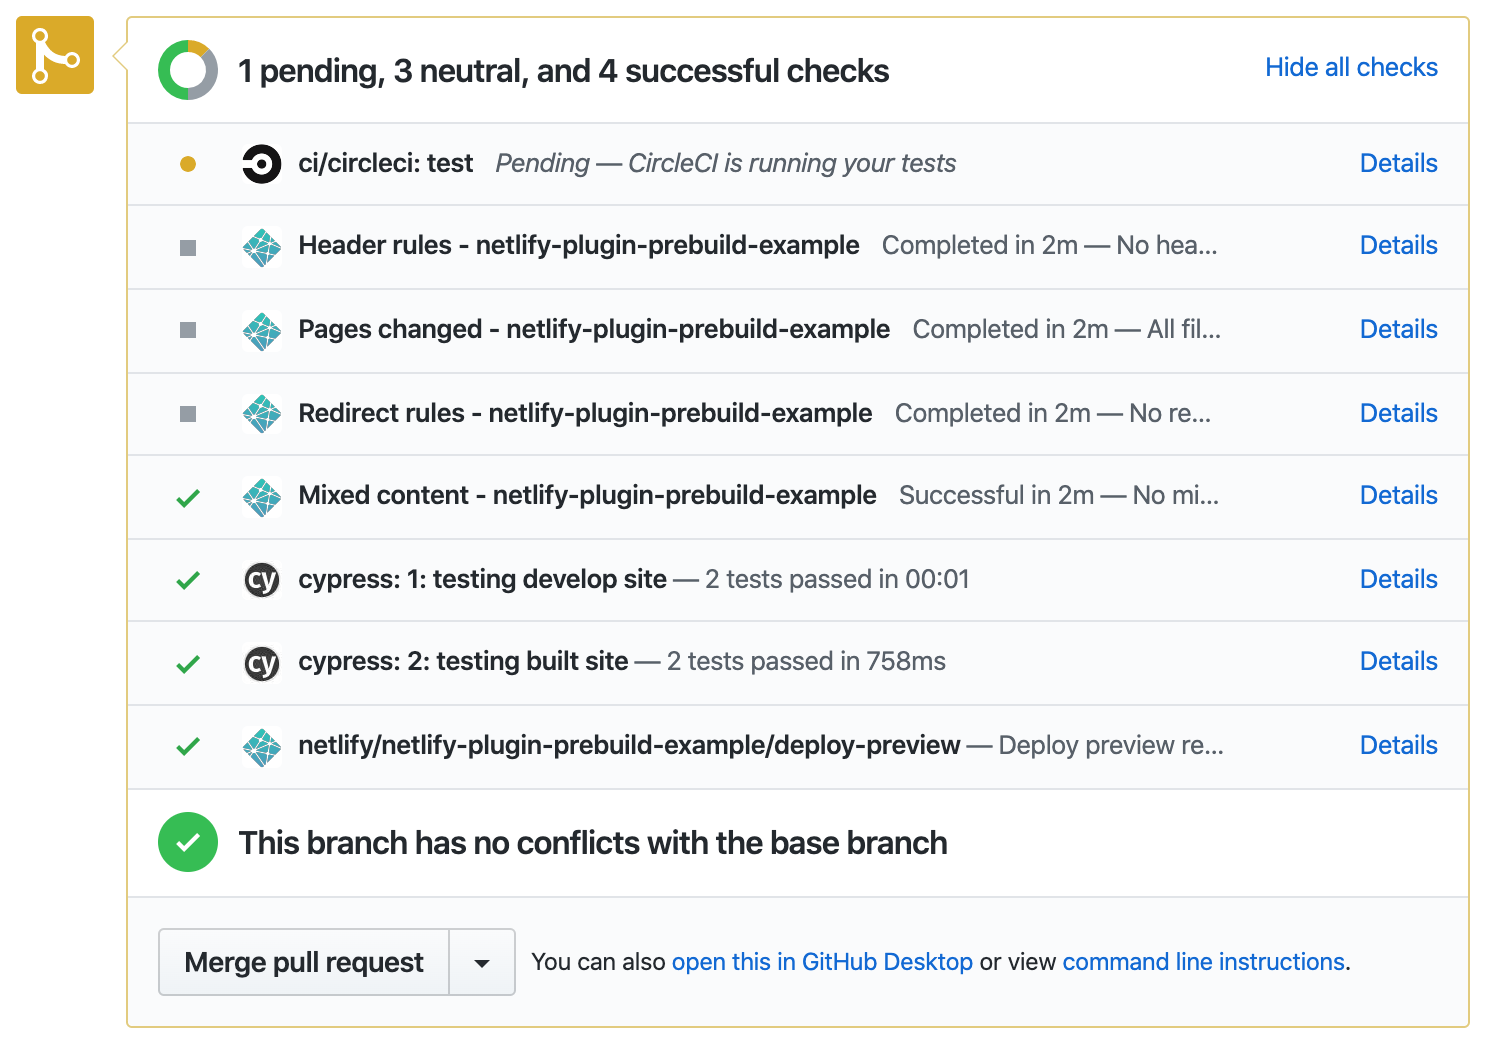 1 pending, 3 neutral, and 4 successful checks Hide all checks
ci/circleci: test Pending — CircleCI is running your tests Details
Header rules - netlify-plugin-prebuild-example Completed in 2m — No hea... Details
Pages changed - netlify-plugin-prebuild-example Completed in 2m — All fil... Details
Redirect rules - netlify-plugin-prebuild-example Completed in 2m — No re... Details
Mixed content - netlify-plugin-prebuild-example Successful in 2m — No mi... Details
cy cypress: 1: testing develop site — 2 tests passed in 00:01 Details
cy cypress: 2: testing built site — 2 tests passed in 758ms Details
netlify/netlify-plugin-prebuild-example/deploy-preview — Deploy preview re... Details
This branch has no conflicts with the base branch
Merge pull request You can also open this in GitHub Desktop or view command line instructions.